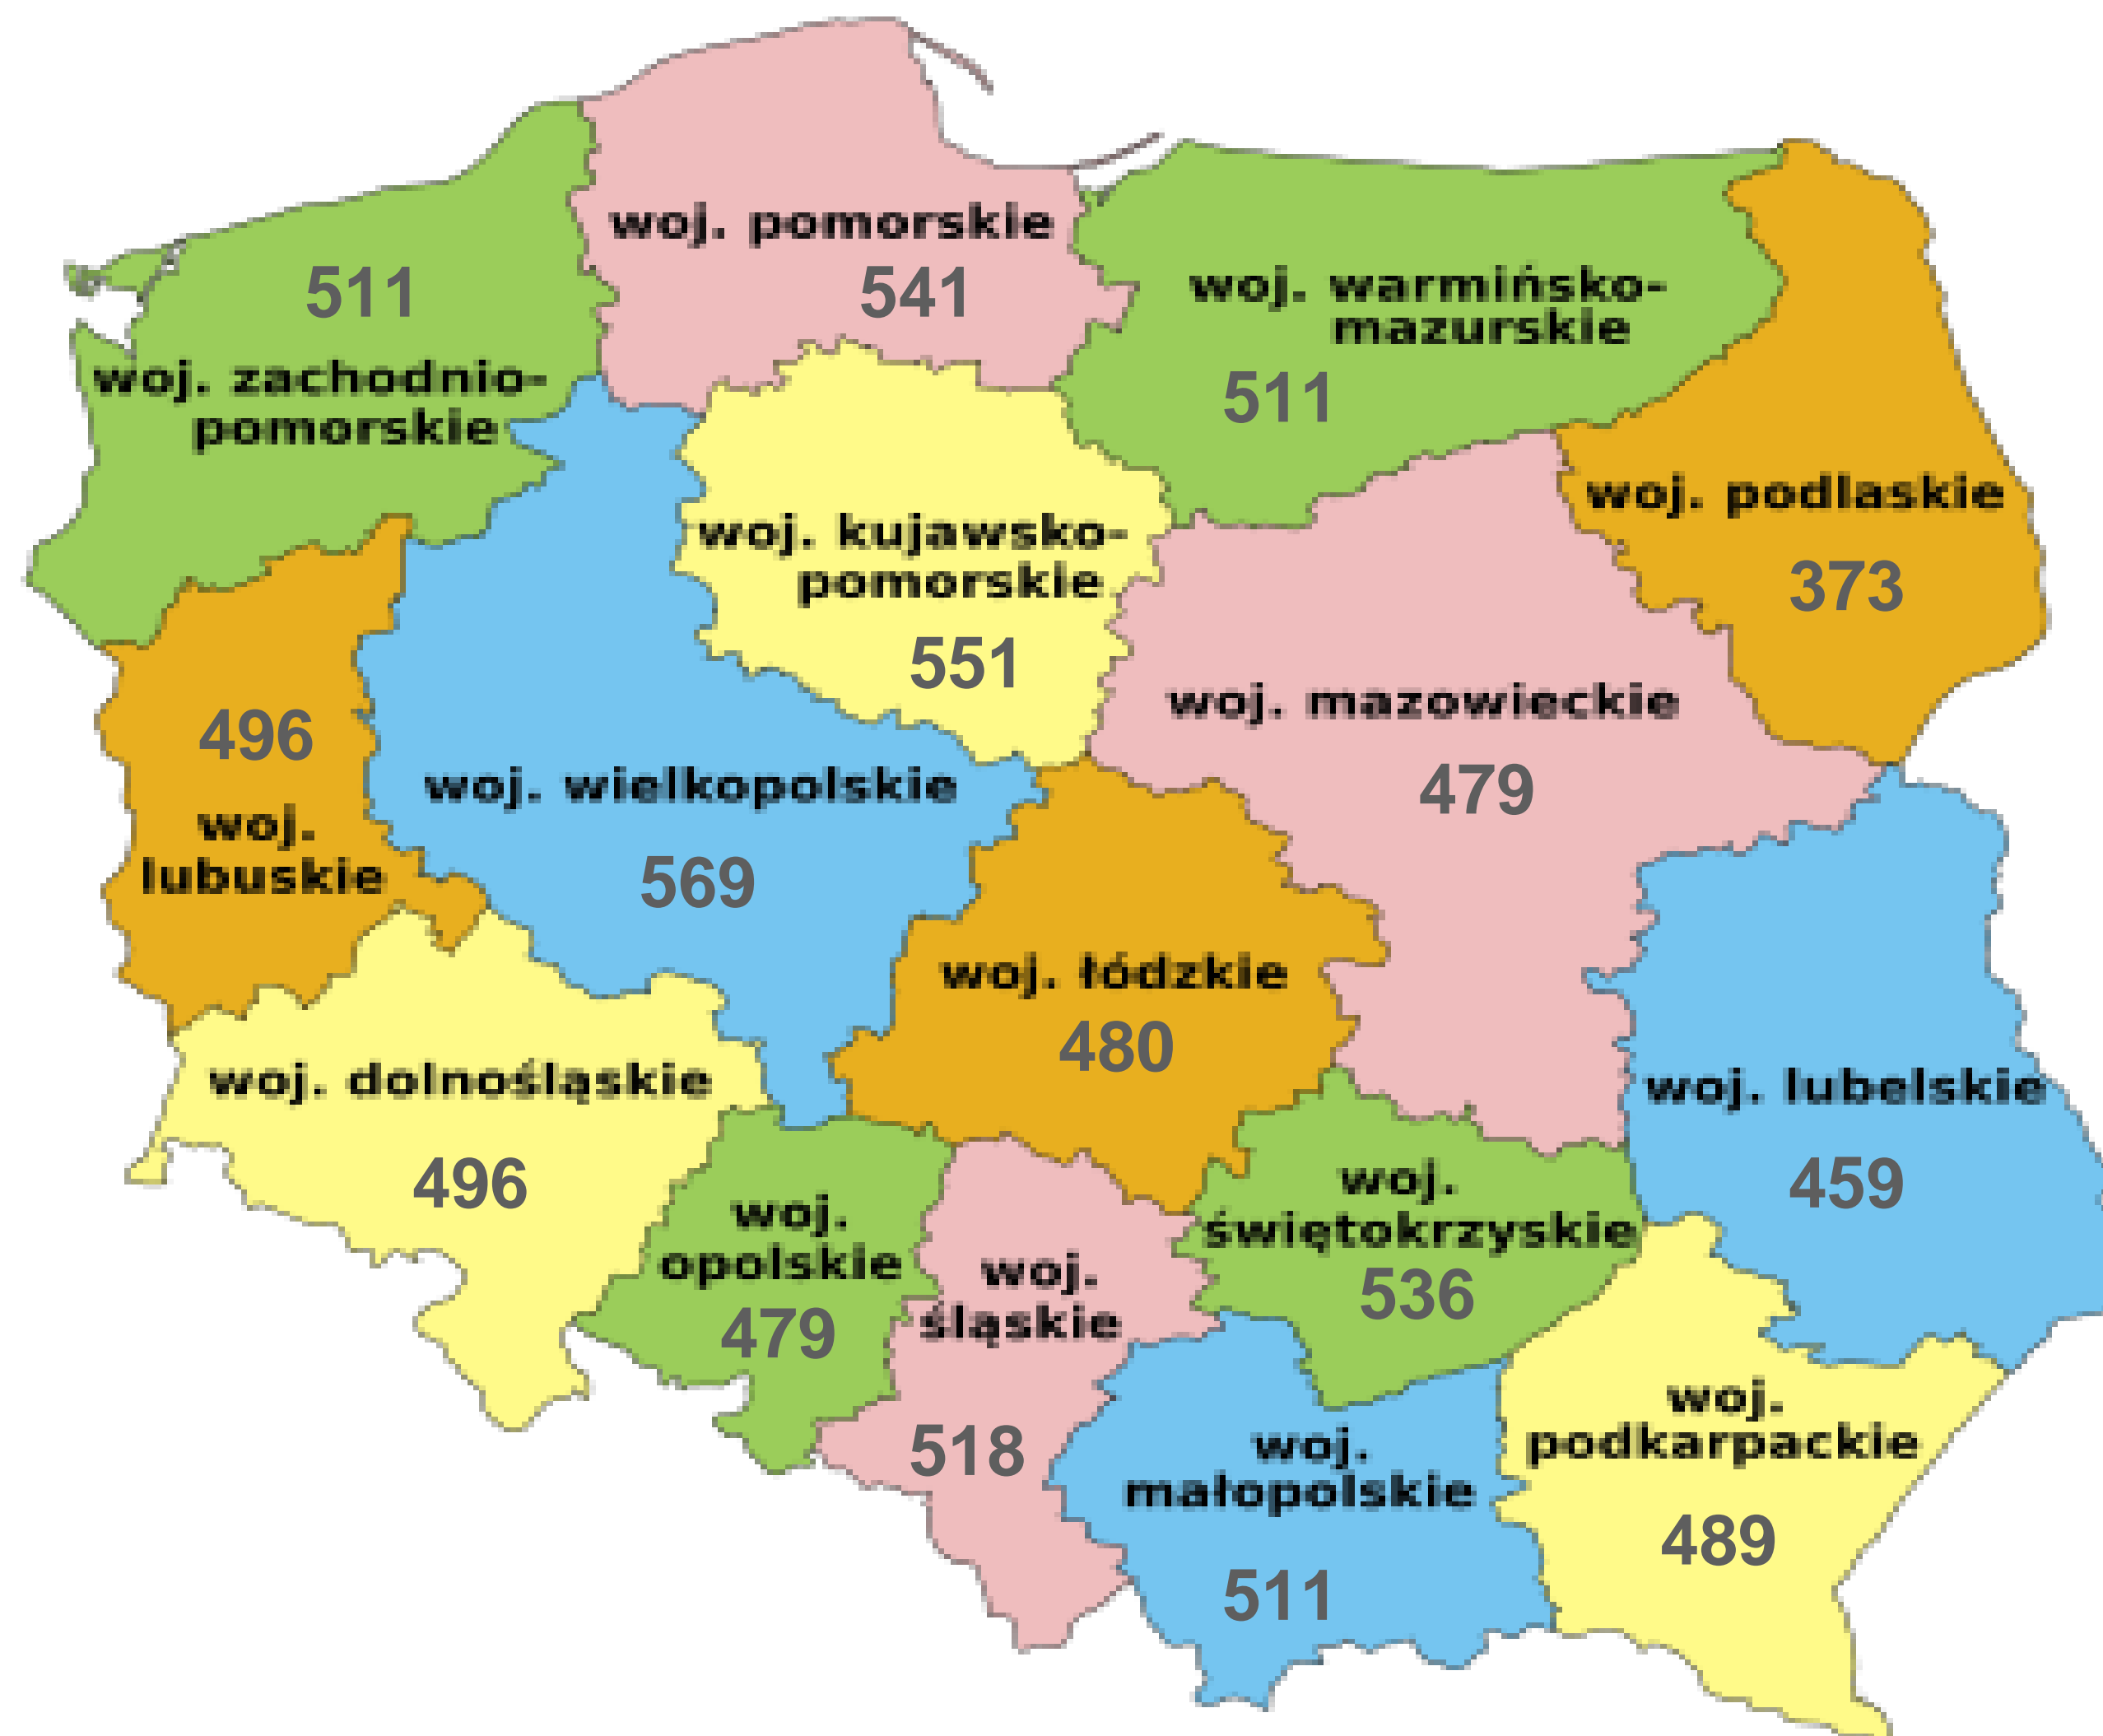 woj. pomorskie
541
511
woj. zachodnio-
pomorskie
woj. warmińsko-
mazurskie
511
woj. podlaskie
373
woj. kujawsko-
pomorskie
551
496
woj.
lubuskie
woj. wielkopolskie
569
woj. mazowieckie
479
woj. łódzkie
480
woj. dolnośląskie
496
woj. lubelskie
459
woj.
opolskie
479
woj.
śląskie
518
woj.
świętokrzyskie
536
woj.
małopolskie
511
woj.
podkarpackie
489